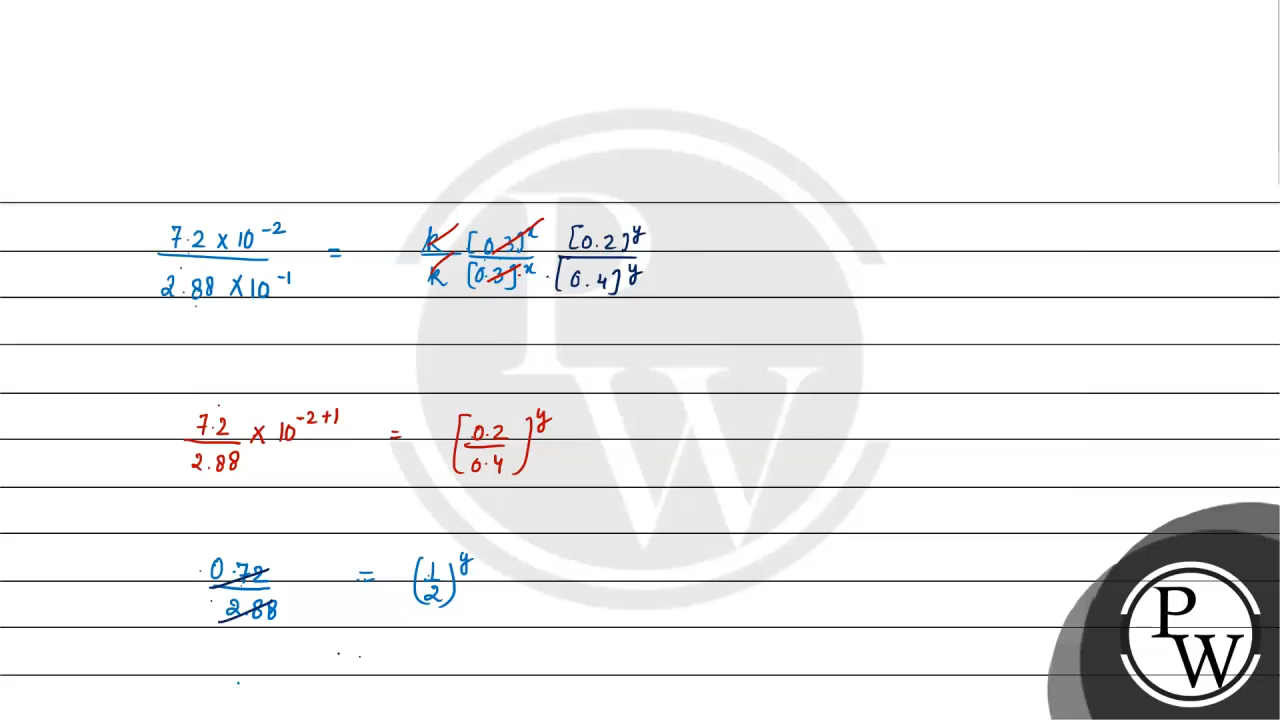 7.2 × 10⁻² / 2.88 × 10⁻¹ = k [0.3]ˣ / k [0.3]ˣ · [0.2]ʸ / [0.4]ʸ
7.2 / 2.88 × 10⁻²⁺¹ = [0.2 / 0.4]ʸ
0.72 / 2.88 = (1/2)ʸ
P
W
P
W